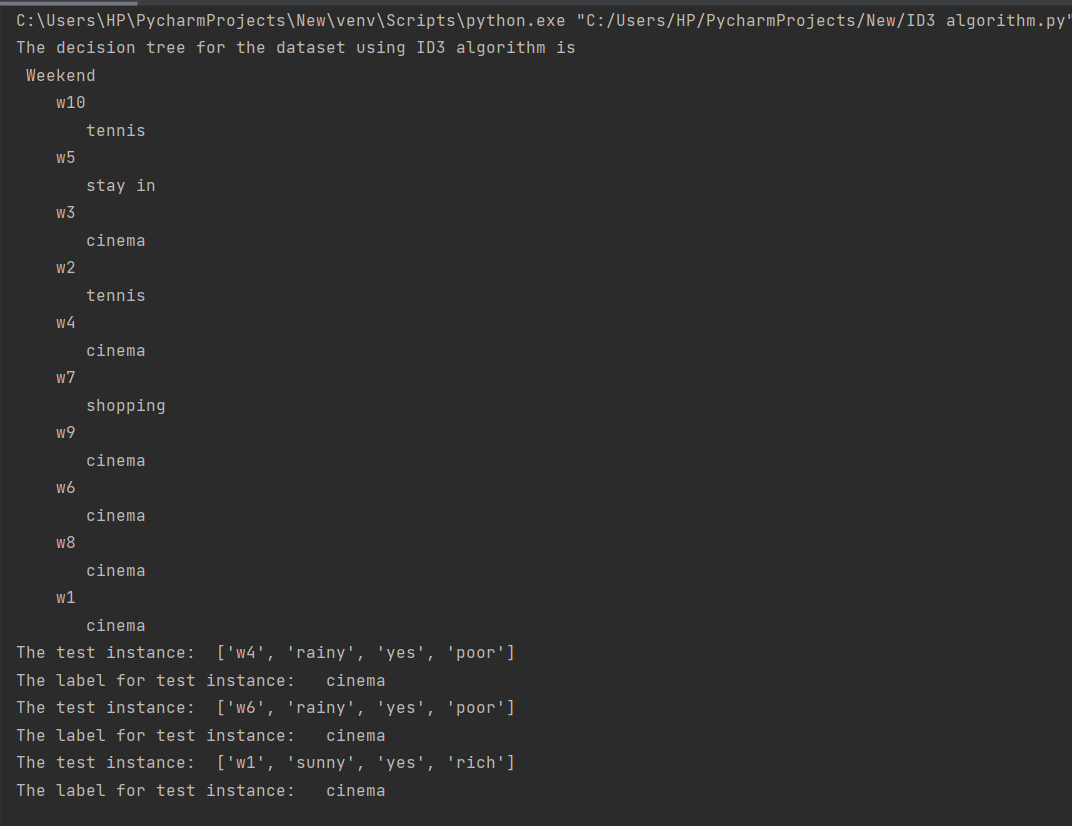 C:\Users\HP\PycharmProjects\New\venv\Scripts\python.exe "C:/Users/HP/PycharmProjects/New/ID3 algorithm.py"
The decision tree for the dataset using ID3 algorithm is
Weekend
w10
tennis
w5
stay in
w3
cinema
w2
tennis
w4
cinema
w7
shopping
w9
cinema
w6
cinema
w8
cinema
w1
cinema
The test instance:  ['w4', 'rainy', 'yes', 'poor']
The label for test instance:   cinema
The test instance:  ['w6', 'rainy', 'yes', 'poor']
The label for test instance:   cinema
The test instance:  ['w1', 'sunny', 'yes', 'rich']
The label for test instance:   cinema